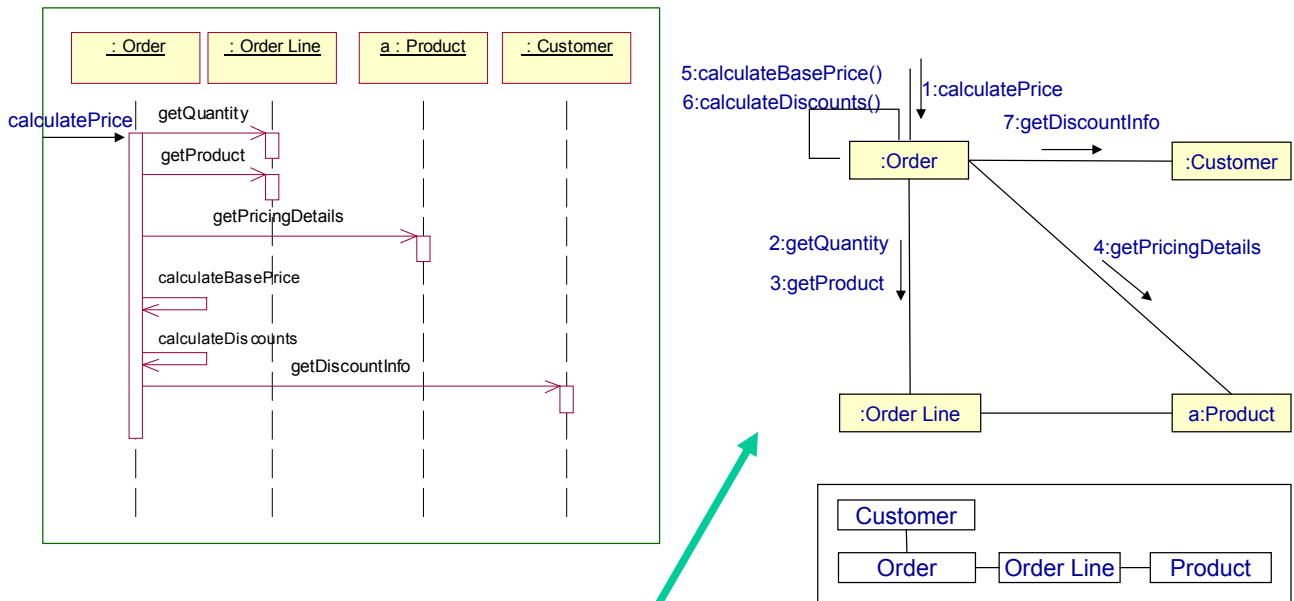 : Order
: Order Line
a : Product
: Customer
calculatePrice
getQuantity
getProduct
getPricingDetails
calculateBasePrice
calculateDiscounts
getDiscountInfo
5:calculateBasePrice()
6:calculateDiscounts()
1:calculatePrice
7:getDiscountInfo
:Order
:Customer
2:getQuantity
3:getProduct
4:getPricingDetails
:Order Line
a:Product
Customer
Order
Order Line
Product